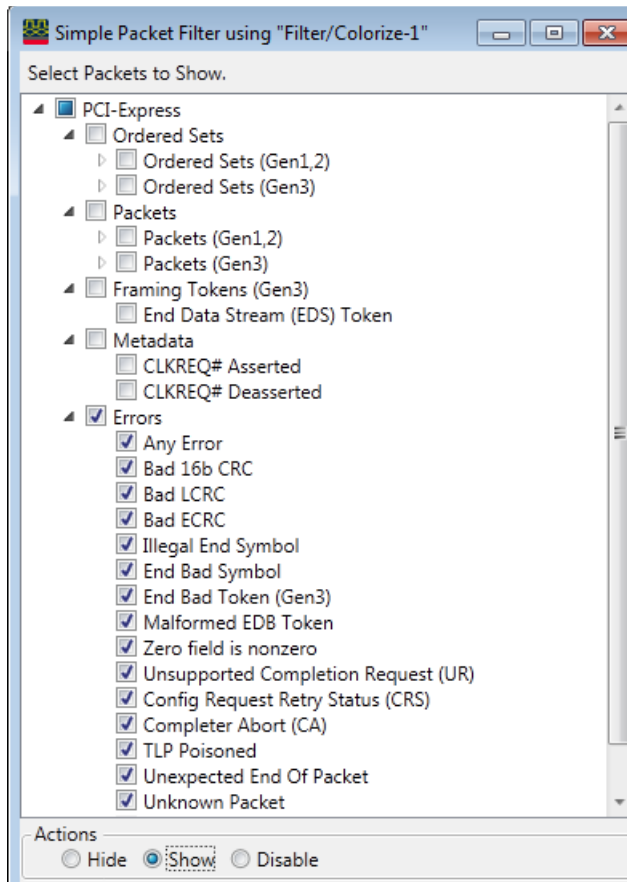 Simple Packet Filter using "Filter/Colorize-1"
Select Packets to Show.
PCI-Express
Ordered Sets
Ordered Sets (Gen1,2)
Ordered Sets (Gen3)
Packets
Packets (Gen1,2)
Packets (Gen3)
Framing Tokens (Gen3)
End Data Stream (EDS) Token
Metadata
CLKREQ# Asserted
CLKREQ# Deasserted
Errors
Any Error
Bad 16b CRC
Bad LCRC
Bad ECRC
Illegal End Symbol
End Bad Symbol
End Bad Token (Gen3)
Malformed EDB Token
Zero field is nonzero
Unsupported Completion Request (UR)
Config Request Retry Status (CRS)
Completer Abort (CA)
TLP Poisoned
Unexpected End Of Packet
Unknown Packet
Actions
Hide Show Disable